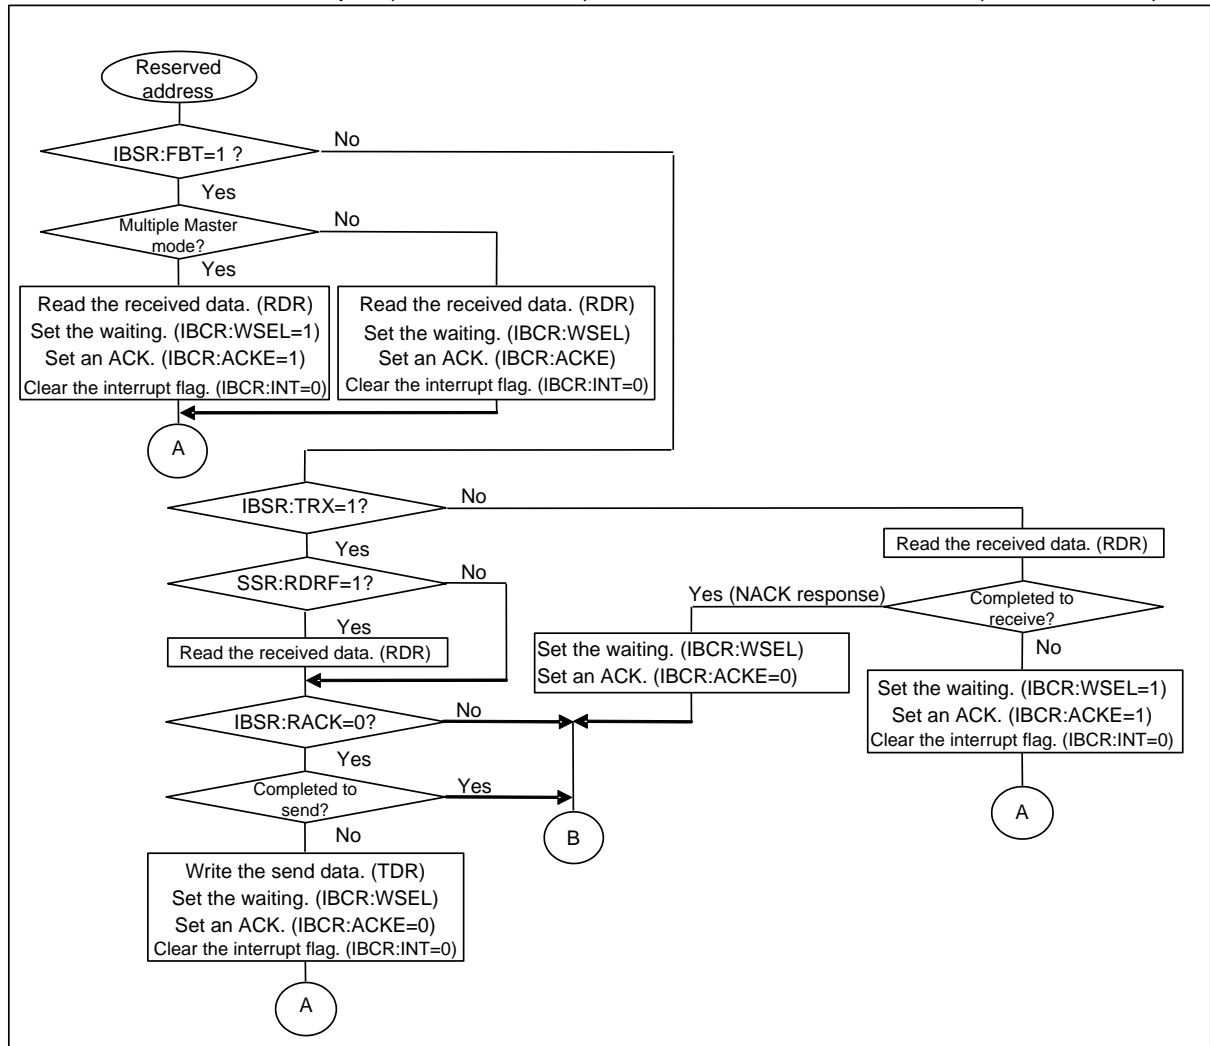 Reserved
address
IBSR:FBT=1 ?
No
Yes
Multiple Master
mode?
No
Yes
Read the received data. (RDR)
Set the waiting. (IBCR:WSEL=1)
Set an ACK. (IBCR:ACKE=1)
Clear the interrupt flag. (IBCR:INT=0)
Read the received data. (RDR)
Set the waiting. (IBCR:WSEL)
Set an ACK. (IBCR:ACKE)
Clear the interrupt flag. (IBCR:INT=0)
A
IBSR:TRX=1?
No
Yes
Read the received data. (RDR)
SSR:RDRF=1?
No
Yes
Read the received data. (RDR)
Yes (NACK response)
Completed to
receive?
No
Set the waiting. (IBCR:WSEL)
Set an ACK. (IBCR:ACKE=0)
Set the waiting. (IBCR:WSEL=1)
Set an ACK. (IBCR:ACKE=1)
Clear the interrupt flag. (IBCR:INT=0)
IBSR:RACK=0?
No
Yes
Completed to
send?
Yes
No
B
A
Write the send data. (TDR)
Set the waiting. (IBCR:WSEL)
Set an ACK. (IBCR:ACKE=0)
Clear the interrupt flag. (IBCR:INT=0)
A